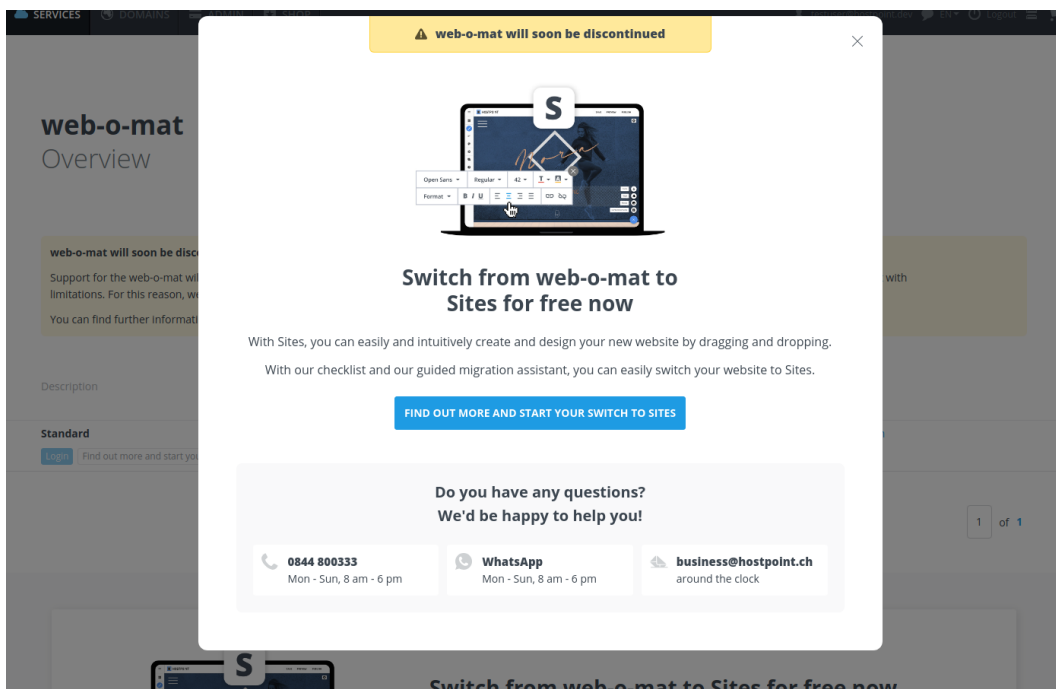 SERVICES DOMAINS ADMIN SHOP EN Logout
web-o-mat will soon be discontinued
web-o-mat
Overview
S
Open Sans Regular 42 T
Format B I U
web-o-mat will soon be disc
Support for the web-o-mat wil with
limitations. For this reason, we
You can find further informati
Switch from web-o-mat to
Sites for free now
With Sites, you can easily and intuitively create and design your new website by dragging and dropping.
With our checklist and our guided migration assistant, you can easily switch your website to Sites.
Description
FIND OUT MORE AND START YOUR SWITCH TO SITES
Standard
Login Find out more and start you
Do you have any questions?
We'd be happy to help you!
1 of 1
0844 800333
Mon - Sun, 8 am - 6 pm
WhatsApp
Mon - Sun, 8 am - 6 pm
business@hostpoint.ch
around the clock
S
Switch from web-o-mat to Sites for free now